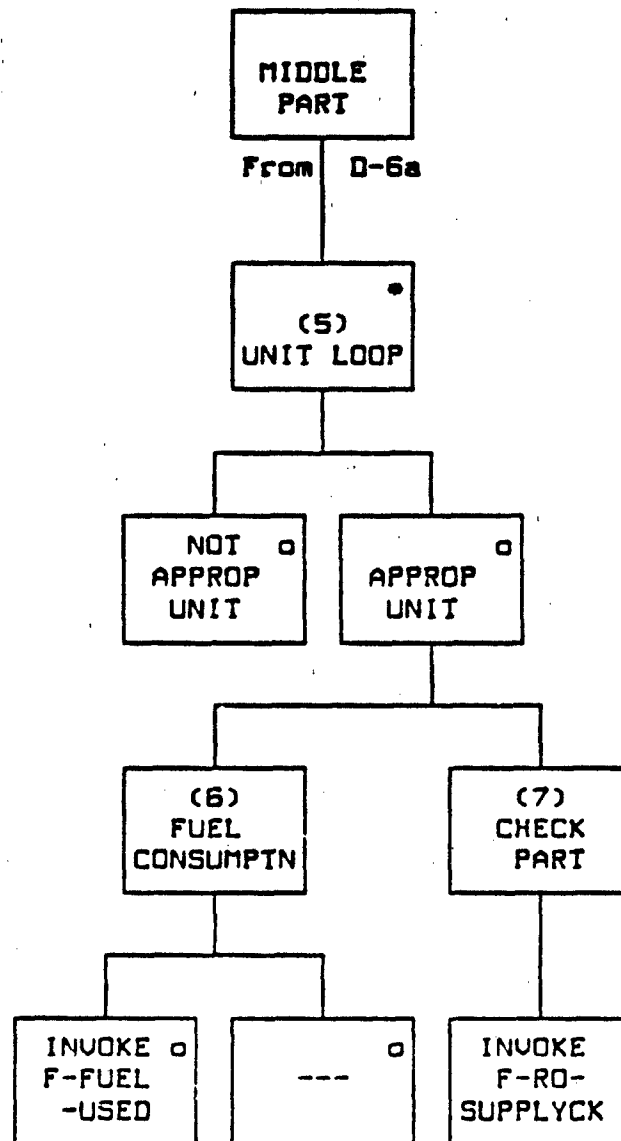 MIDDLE
PART
From D-6a
*
(5)
UNIT LOOP
NOT o
APPROP
UNIT
o
APPROP
UNIT
(6)
FUEL
CONSUMPTN
(7)
CHECK
PART
INVOKE o
F-FUEL
-USED
o
---
INVOKE
F-RO-
SUPPLYCK